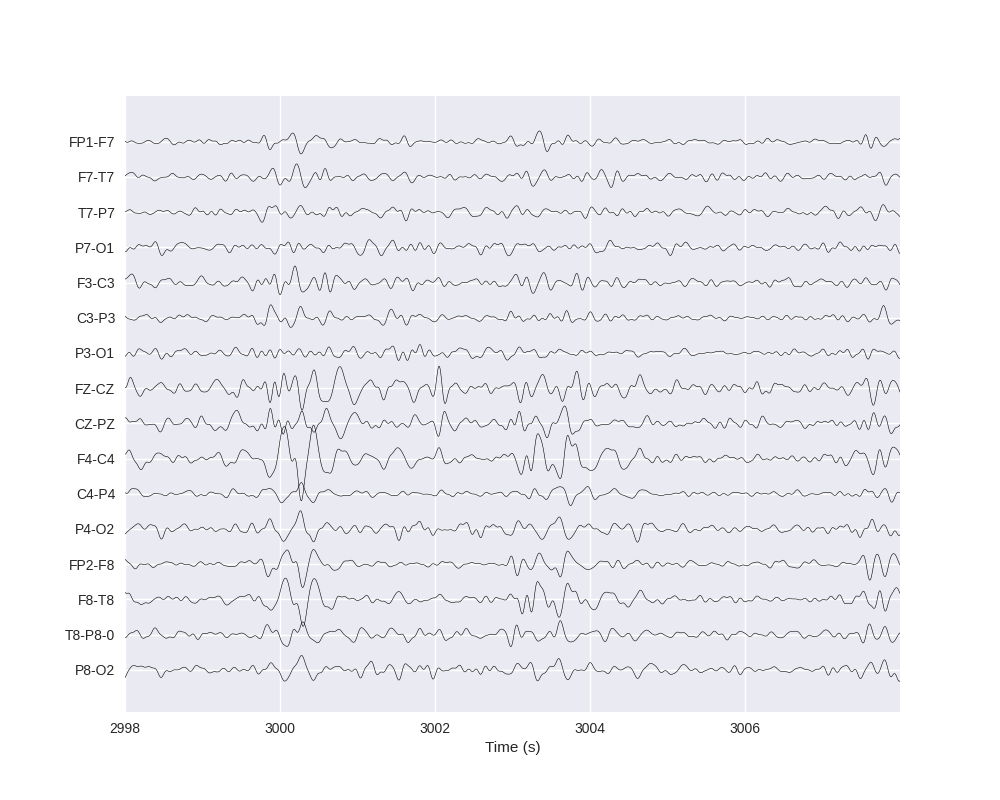 FP1-F7
F7-T7
T7-P7
P7-O1
F3-C3
C3-P3
P3-O1
FZ-CZ
CZ-PZ
F4-C4
C4-P4
P4-O2
FP2-F8
F8-T8
T8-P8-0
P8-O2
2998 3000 3002 3004 3006
Time (s)